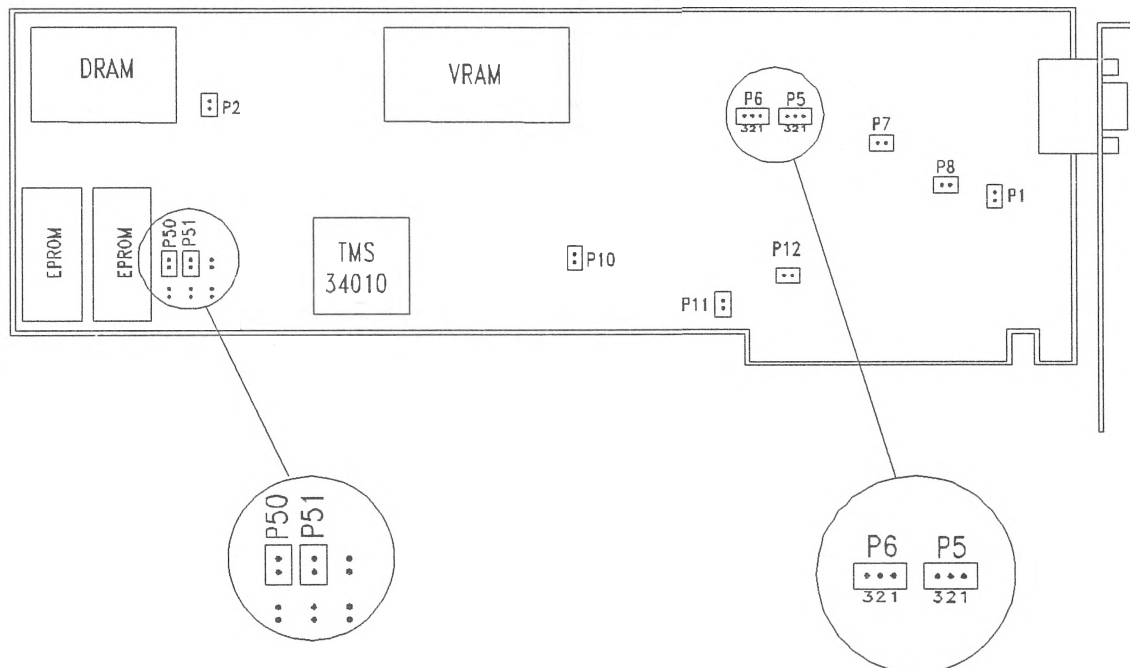 DRAM
VRAM
P2
P6 P5
321 321
P7
P8
P1
EPROM
EPROM
P50
P51
TMS
34010
P10
P12
P11
P50
P51
P6 P5
321 321